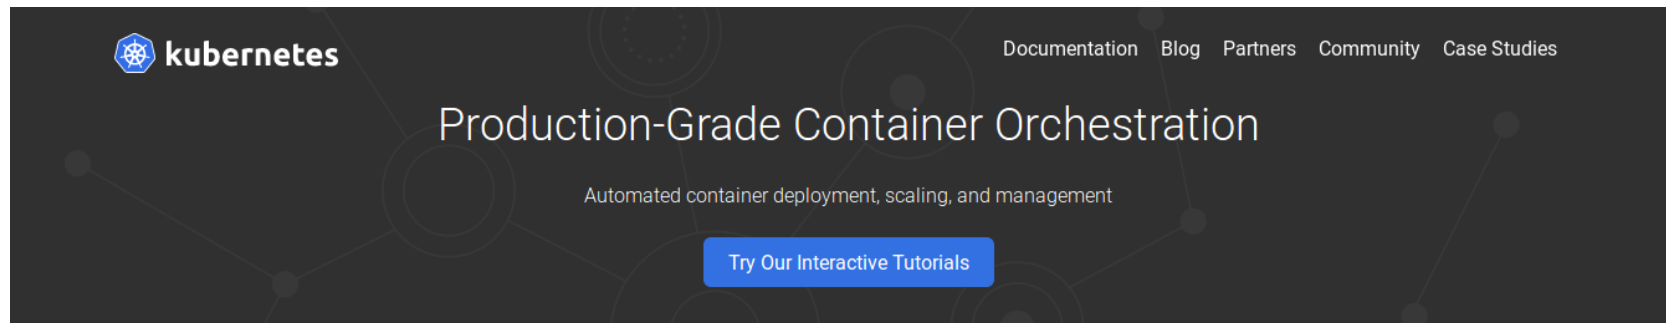 kubernetes
Documentation Blog Partners Community Case Studies
Production-Grade Container Orchestration
Automated container deployment, scaling, and management
Try Our Interactive Tutorials